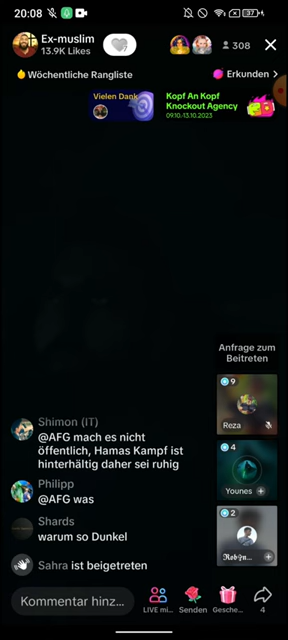 20:08
37
Ex-muslim
13.9K Likes
308
Wöchentliche Rangliste
Erkunden >
Vielen Dank
Kopf An Kopf
Knockout Agency
09.10.-13.10.2023
Anfrage zum
Beitreten
9
Reza
4
Younes +
2
Shimon (IT)
@AFG mach es nicht
öffentlich, Hamas Kampf ist
hinterhältig daher sei ruhig
Philipp
@AFG was
Shards
warum so Dunkel
Sahra ist beigetreten
Kommentar hinz...
LIVE mi...
Senden
Gesche...
4